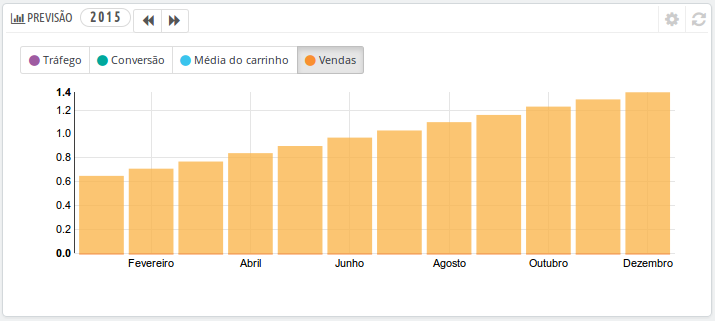 PREVISÃO 2015
Tráfego Conversão Média do carrinho Vendas
1.4
1.2
1.0
0.8
0.6
0.4
0.2
0.0
Fevereiro Abril Junho Agosto Outubro Dezembro